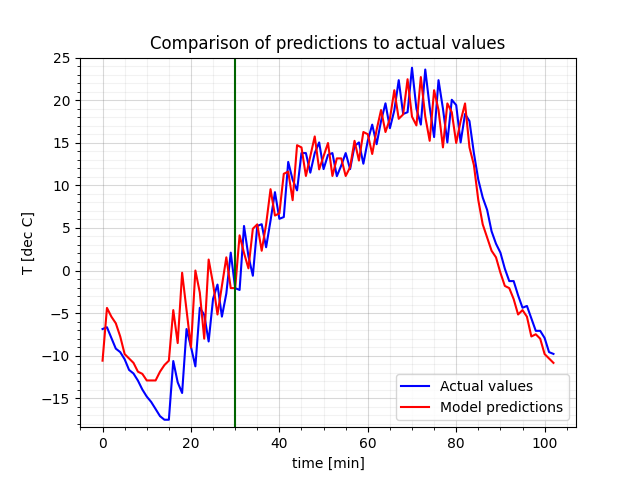 Comparison of predictions to actual values
T [dec C]
25
20
15
10
5
0
−5
−10
−15
0 20 40 60 80 100
time [min]
Actual values
Model predictions